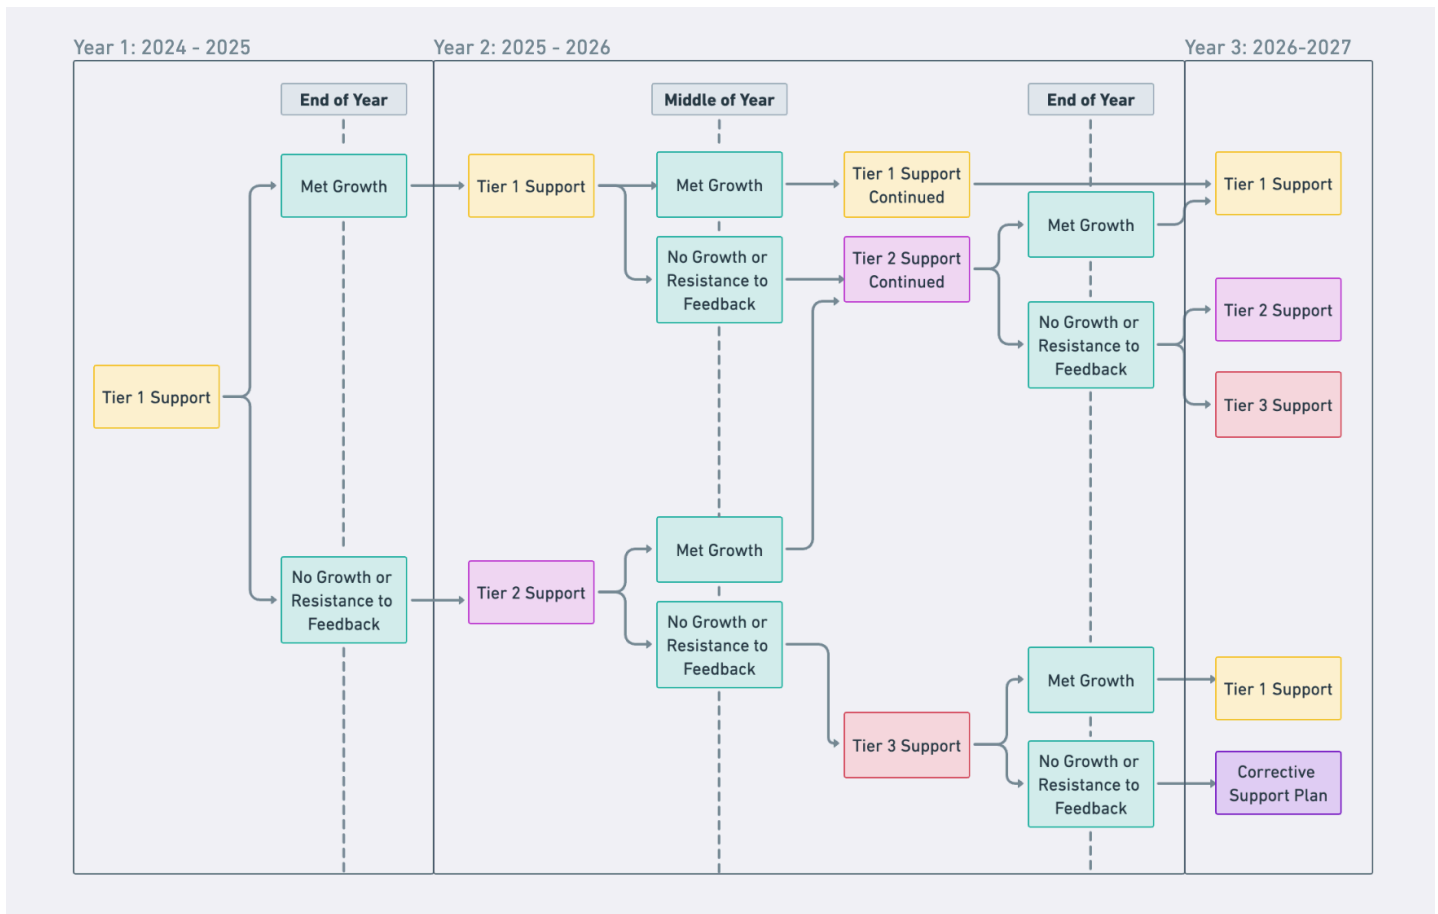 Year 1: 2024 - 2025
Year 2: 2025 - 2026
Year 3: 2026-2027
End of Year
Middle of Year
End of Year
Tier 1 Support
Met Growth
No Growth or
Resistance to
Feedback
Tier 1 Support
Tier 2 Support
Met Growth
No Growth or
Resistance to
Feedback
Met Growth
No Growth or
Resistance to
Feedback
Tier 1 Support
Continued
Tier 2 Support
Continued
Tier 3 Support
Met Growth
No Growth or
Resistance to
Feedback
Met Growth
No Growth or
Resistance to
Feedback
Tier 1 Support
Tier 2 Support
Tier 3 Support
Tier 1 Support
Corrective
Support Plan